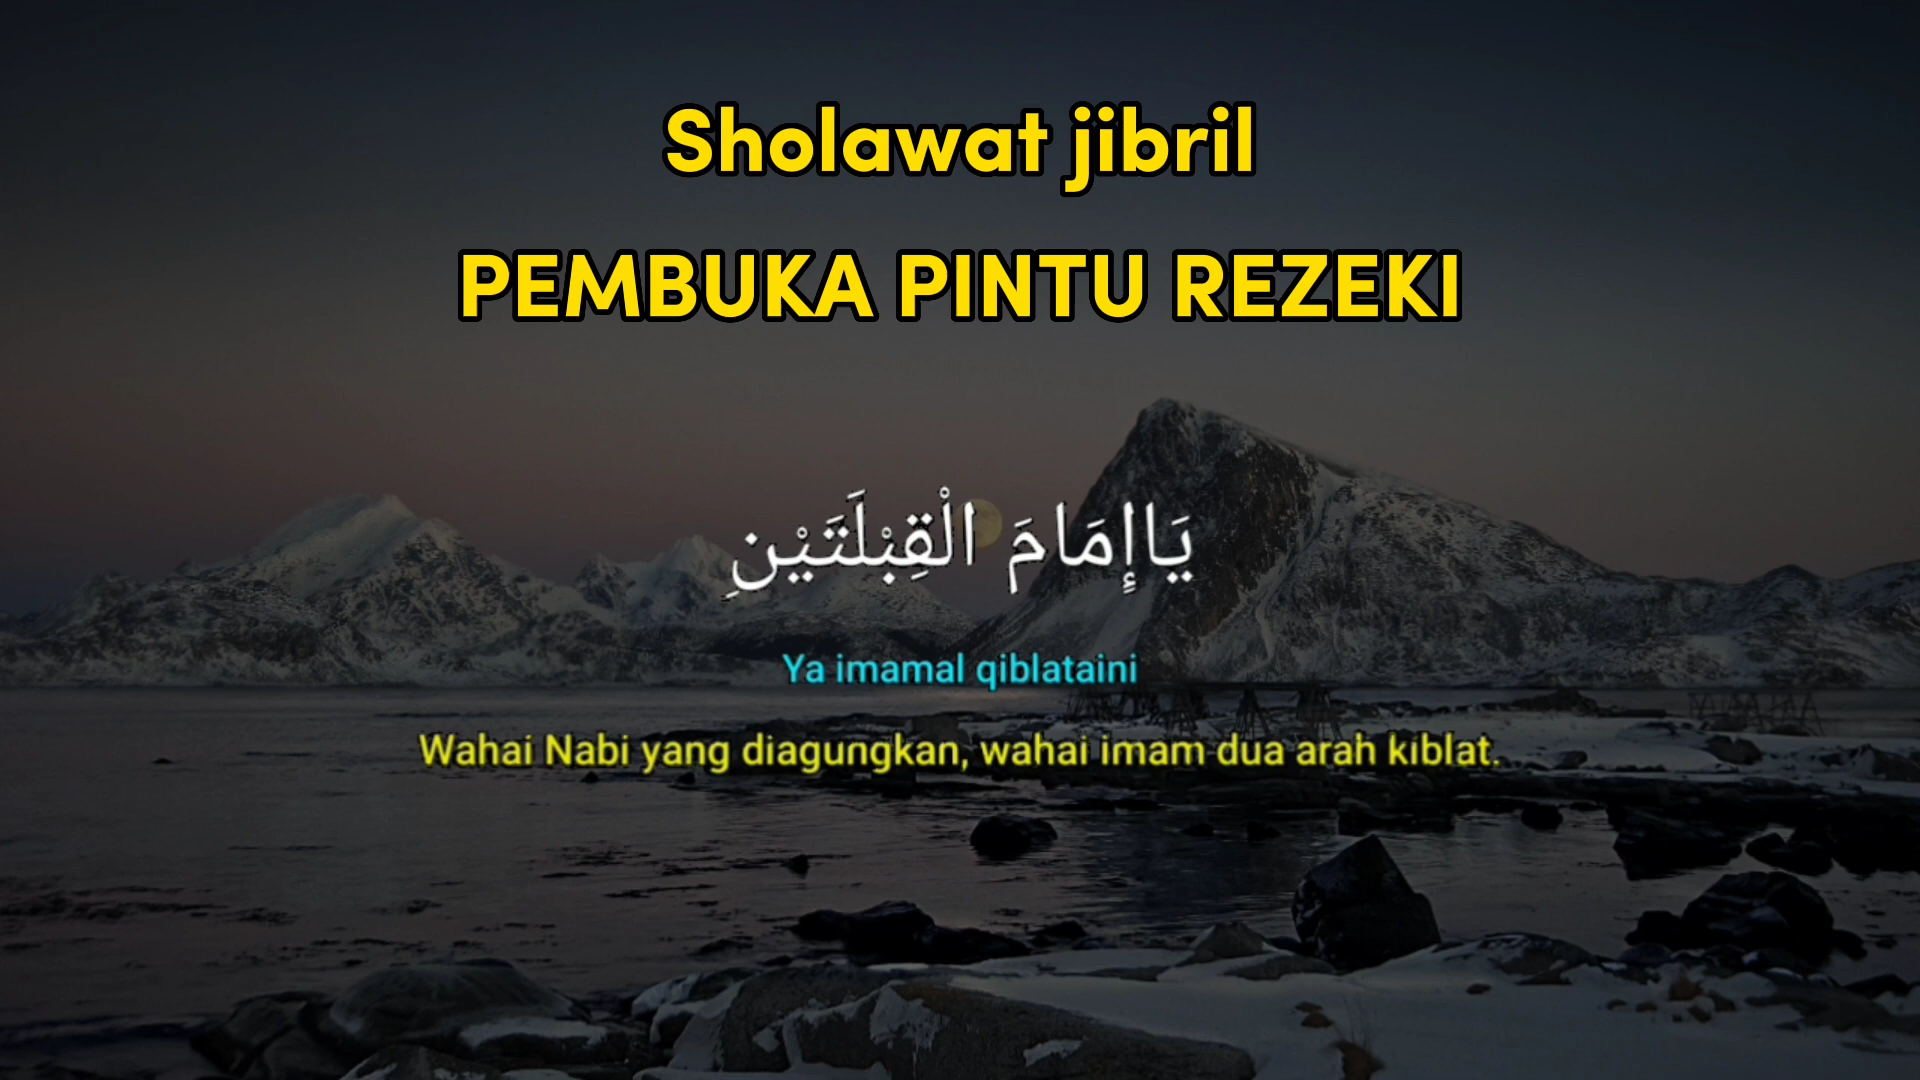 Sholawat jibril
PEMBUKA PINTU REZEKI
يَاإِمَامَ الْقِبْلَتَيْنِ
Ya imamal qiblataini
Wahai Nabi yang diagungkan, wahai imam dua arah kiblat.